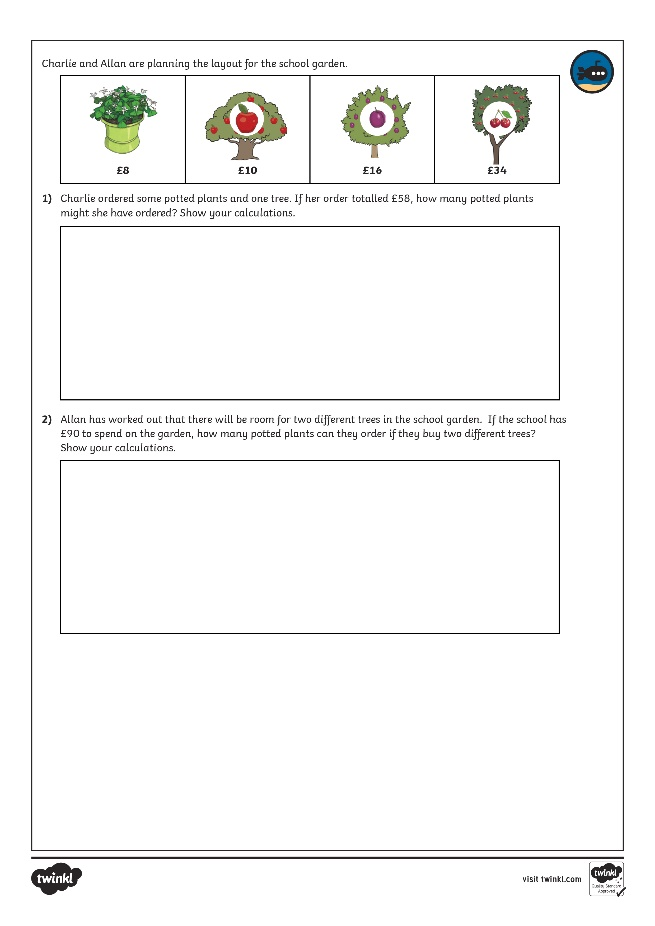 Charlie and Allan are planning the layout for the school garden.
£8
£10
£16
£34
1) Charlie ordered some potted plants and one tree. If her order totalled £58, how many potted plants
might she have ordered? Show your calculations.
2) Allan has worked out that there will be room for two different trees in the school garden. If the school has
£90 to spend on the garden, how many potted plants can they order if they buy two different trees?
Show your calculations.
twinkl
visit twinkl.com
twinkl
Quality Standard
Approved